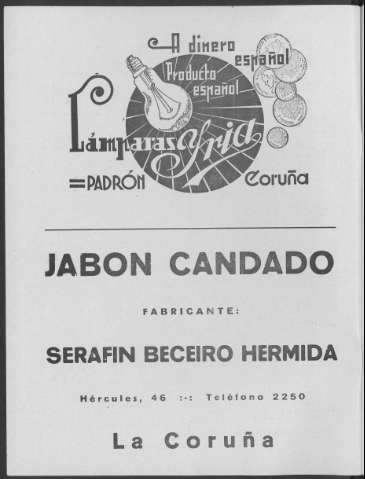 A dinero
español
Producto
español
Lámparas Yria
=PADRÓN Coruña
JABON CANDADO
FABRICANTE:
SERAFIN BECEIRO HERMIDA
Hércules, 46 :-: Teléfono 2250
La Coruña